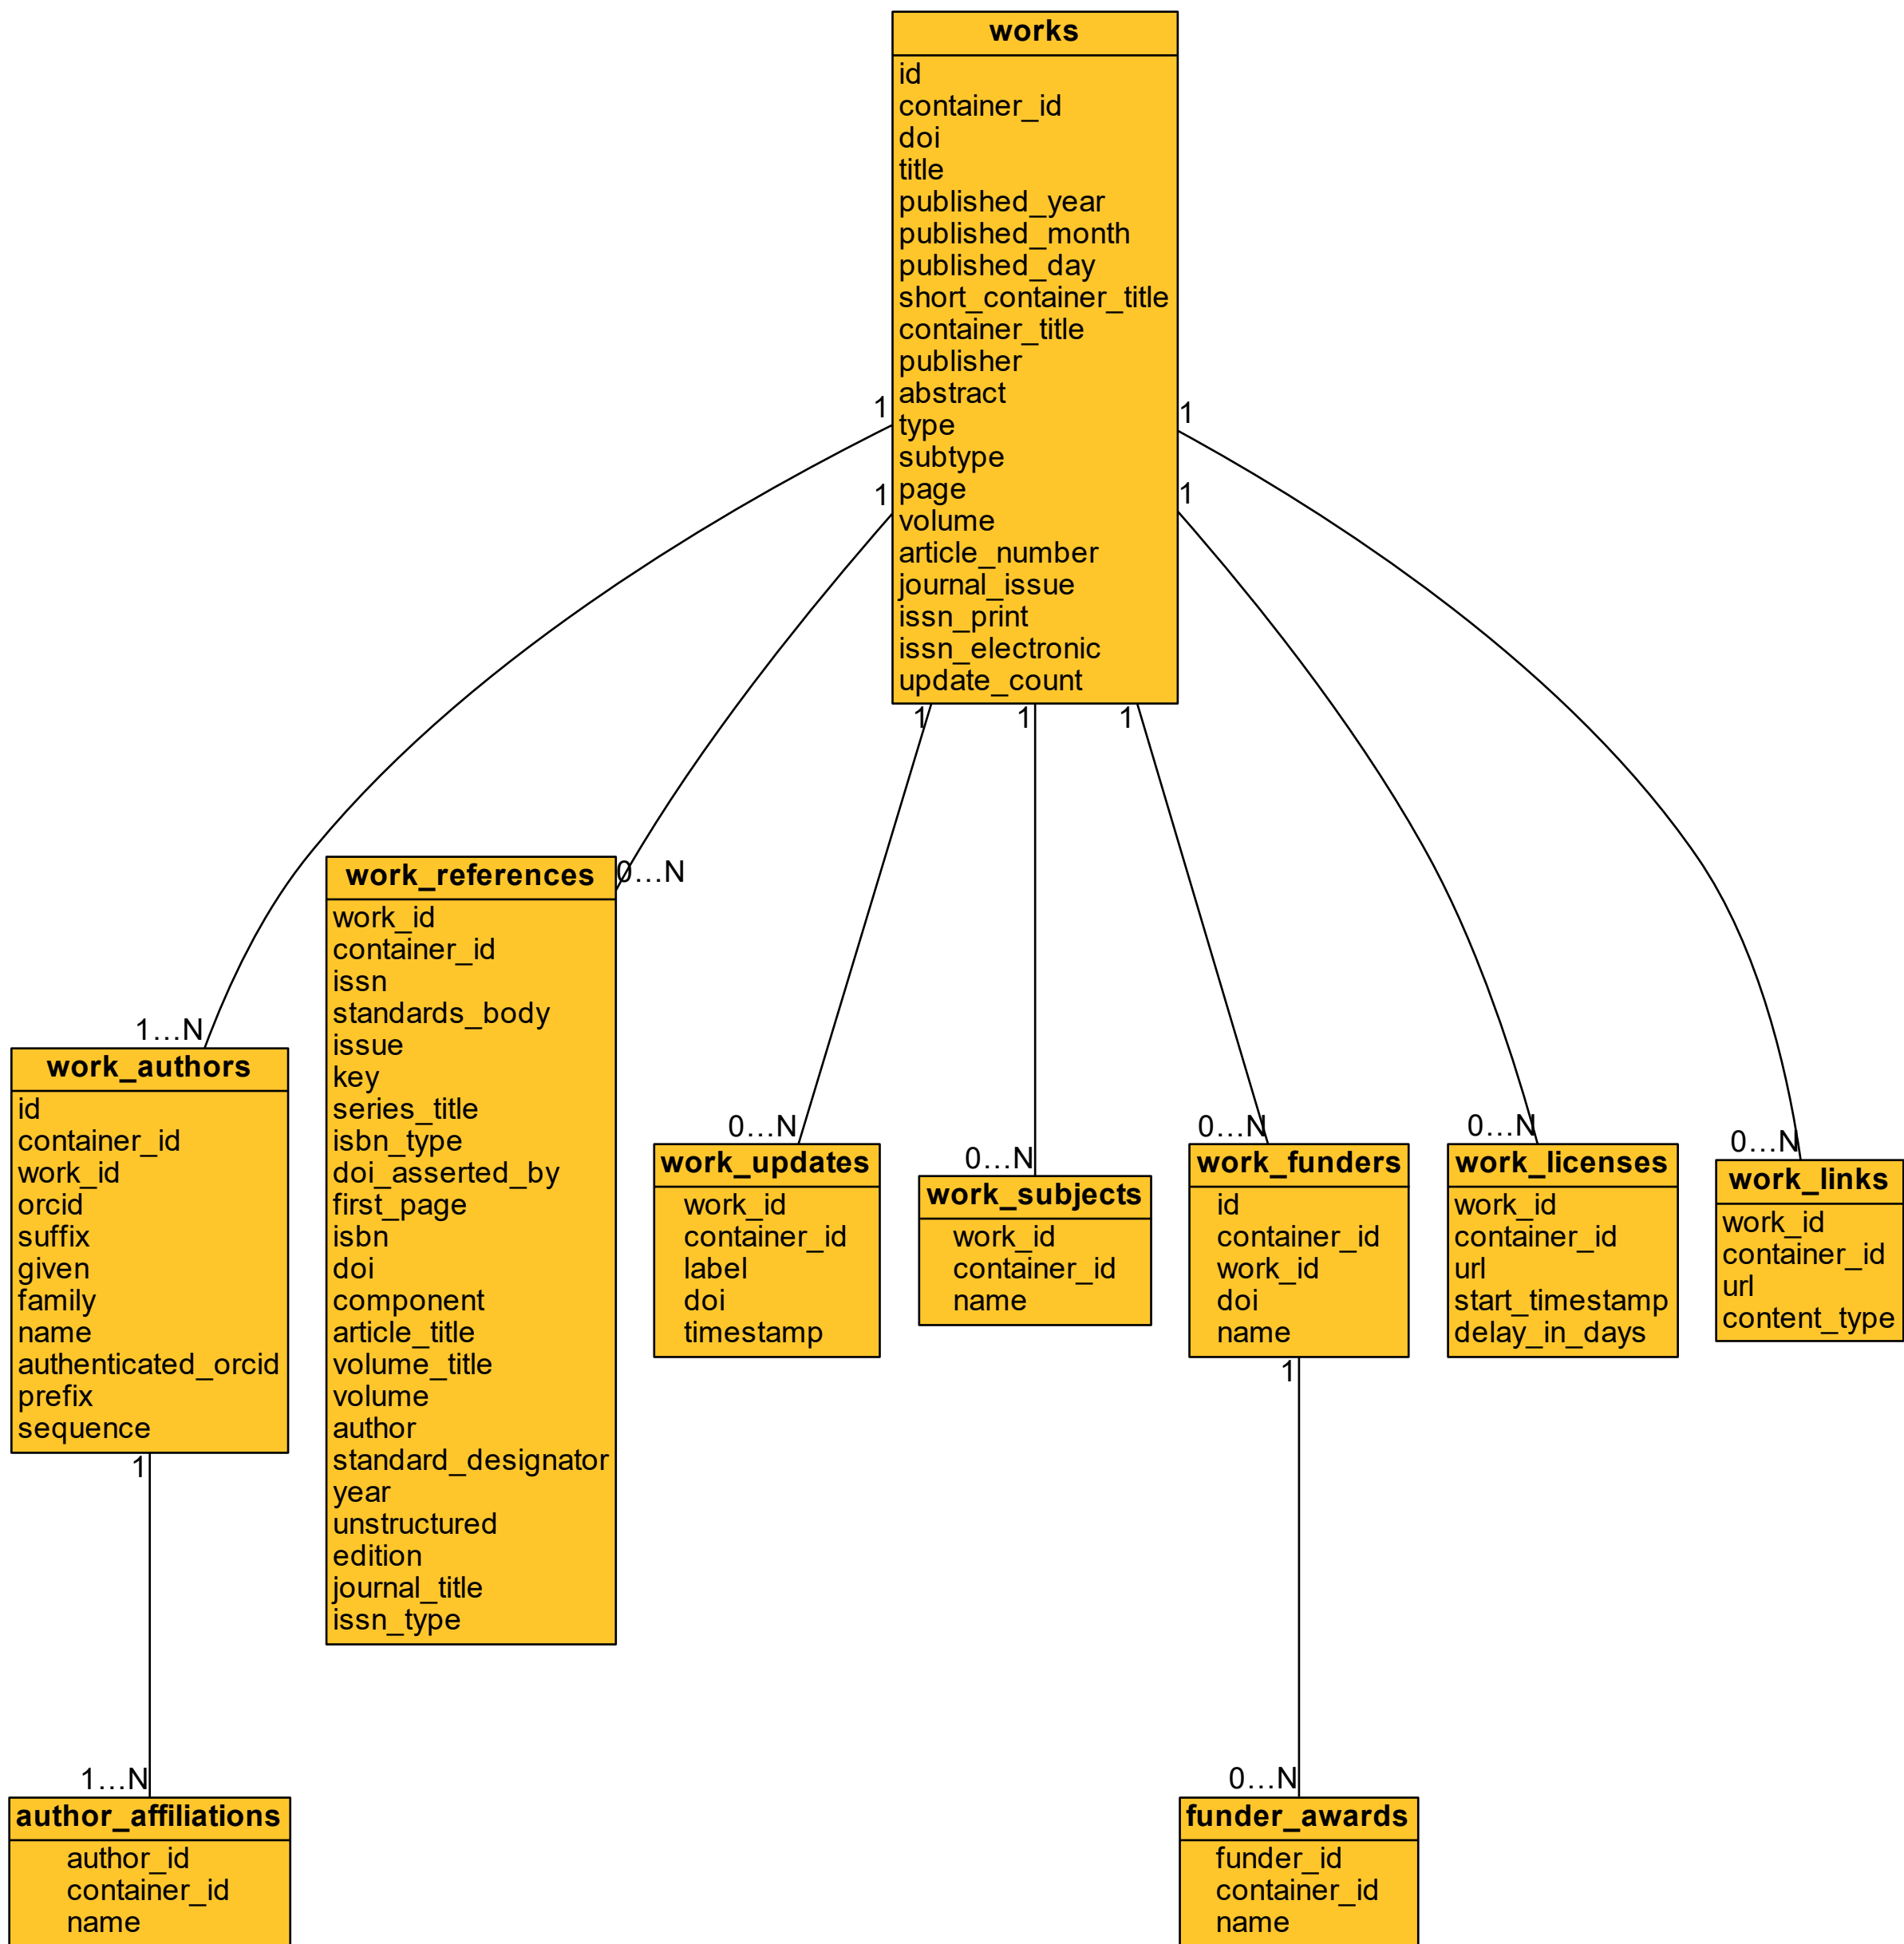 works
id
container_id
doi
title
published_year
published_month
published_day
short_container_title
container_title
publisher
abstract
type
subtype
page
volume
article_number
journal_issue
issn_print
issn_electronic
update_count
1
1
1
1
1
1
1
0…N
work_references
work_id
container_id
issn
standards_body
issue
key
series_title
isbn_type
doi_asserted_by
first_page
isbn
doi
component
article_title
volume_title
volume
author
standard_designator
year
unstructured
edition
journal_title
issn_type
1…N
work_authors
id
container_id
work_id
orcid
suffix
given
family
name
authenticated_orcid
prefix
sequence
1
0…N
work_updates
work_id
container_id
label
doi
timestamp
0…N
work_subjects
work_id
container_id
name
0…N
work_funders
id
container_id
work_id
doi
name
1
0…N
work_licenses
work_id
container_id
url
start_timestamp
delay_in_days
0…N
work_links
work_id
container_id
url
content_type
1…N
author_affiliations
author_id
container_id
name
0…N
funder_awards
funder_id
container_id
name